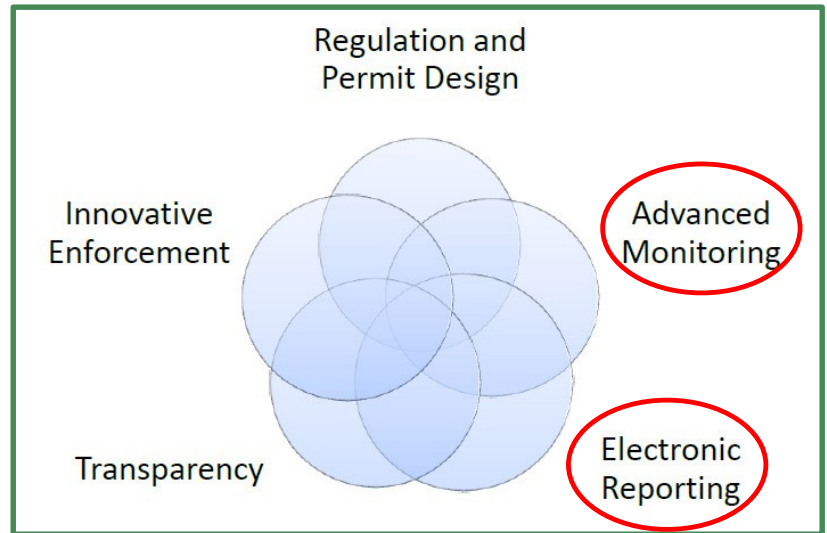 Regulation and
Permit Design
Innovative
Enforcement
Advanced
Monitoring
Transparency
Electronic
Reporting